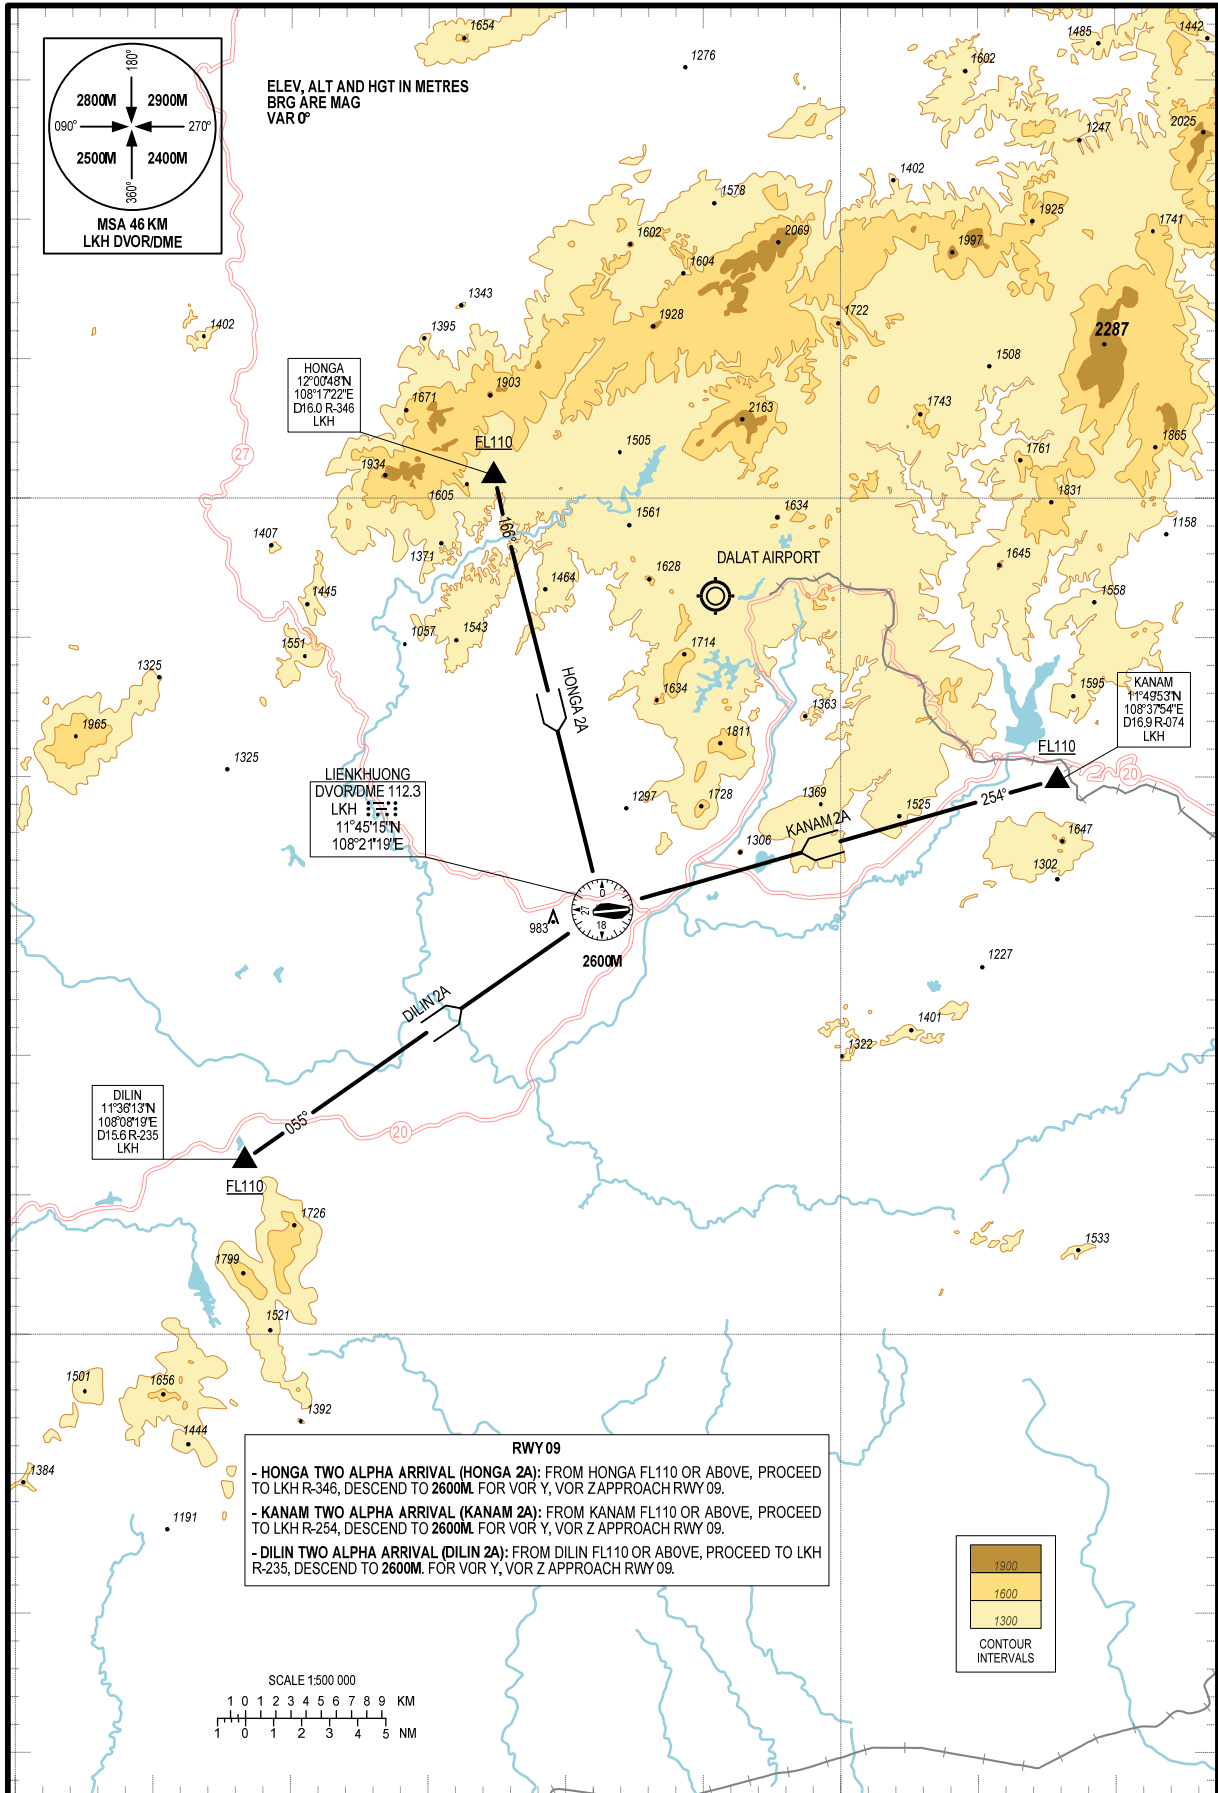 1654
1276
1485
1442
1602
2025
1247
180°
2800M 2900M
090° 270°
2500M 2400M
360°
MSA 46 KM
LKH DVOR/DME
ELEV, ALT AND HGT IN METRES
BRG ARE MAG
VAR 0°
1402
1578
1925
1741
1602
2069
1997
1604
1343
1928
1722
1402
1395
2287
1508
HONGA
12°00'48"N
108°17'22"E
D16.0 R-346
LKH
1903
1671
1743
2163
FL110
1505
1865
27
1934
1761
1605
1831
1634
1561
1158
166°
1407
1371
DALAT AIRPORT
1645
1628
1464
1445
1558
1057
1543
1551
1714
1325
HONGA 2A
1634
1595
KANAM
11°49'53"N
108°37'54"E
D16.9 R-074
LKH
1363
1965
1811
FL110
1325
20
LIENKHUONG
DVOR/DME 112.3
LKH
11°45'15"N
108°21'19"E
254°
1297
1728
1369
1525
KANAM 2A
1306
1647
1302
0
27
18
983
2600M
1227
DILIN 2A
1401
1322
DILIN
11°36'13"N
108°08'19"E
D15.6 R-235
LKH
055°
20
FL110
1726
1533
1799
1521
1501
1656
1392
1444
1384
1191
RWY 09
- HONGA TWO ALPHA ARRIVAL (HONGA 2A): FROM HONGA FL110 OR ABOVE, PROCEED
TO LKH R-346, DESCEND TO 2600M. FOR VOR Y, VOR Z APPROACH RWY 09.
- KANAM TWO ALPHA ARRIVAL (KANAM 2A): FROM KANAM FL110 OR ABOVE, PROCEED
TO LKH R-254, DESCEND TO 2600M. FOR VOR Y, VOR Z APPROACH RWY 09.
- DILIN TWO ALPHA ARRIVAL (DILIN 2A): FROM DILIN FL110 OR ABOVE, PROCEED TO LKH
R-235, DESCEND TO 2600M. FOR VOR Y, VOR Z APPROACH RWY 09.
1900
1600
1300
CONTOUR
INTERVALS
SCALE 1:500 000
1 0 1 2 3 4 5 6 7 8 9 KM
1 0 1 2 3 4 5 NM